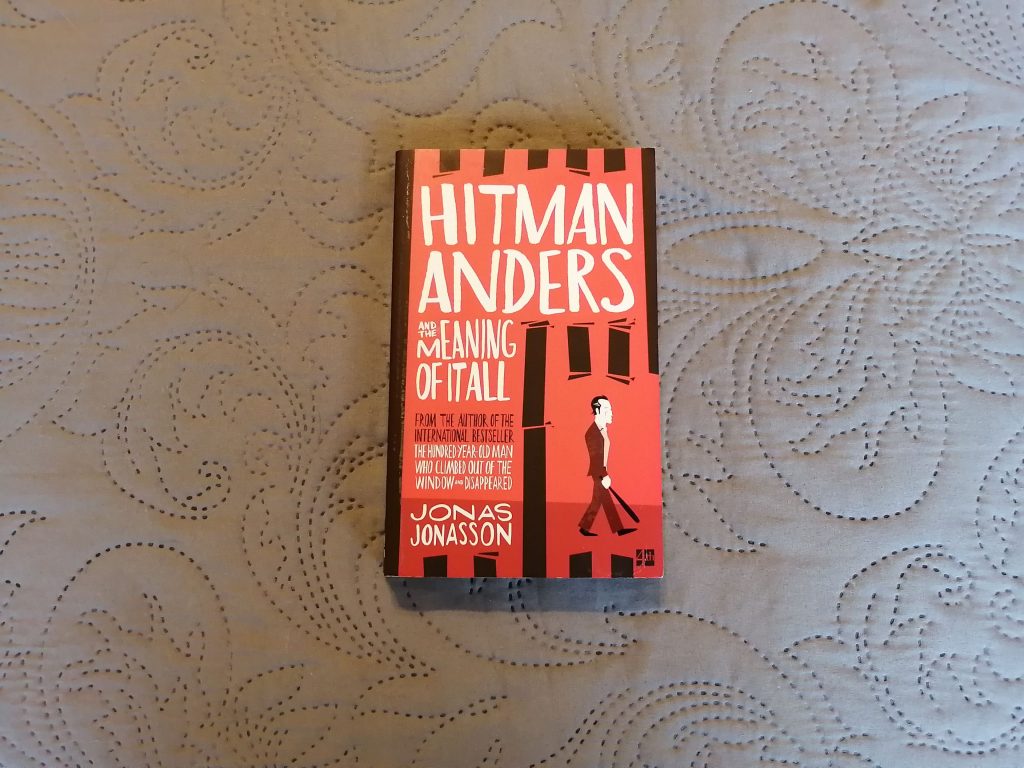 HITMAN
ANDERS
AND THE MEANING
OF IT ALL
FROM THE AUTHOR OF THE
INTERNATIONAL BESTSELLER
THE HUNDRED-YEAR-OLD MAN
WHO CLIMBED OUT OF THE
WINDOW AND DISAPPEARED
JONAS
JONASSON
4th